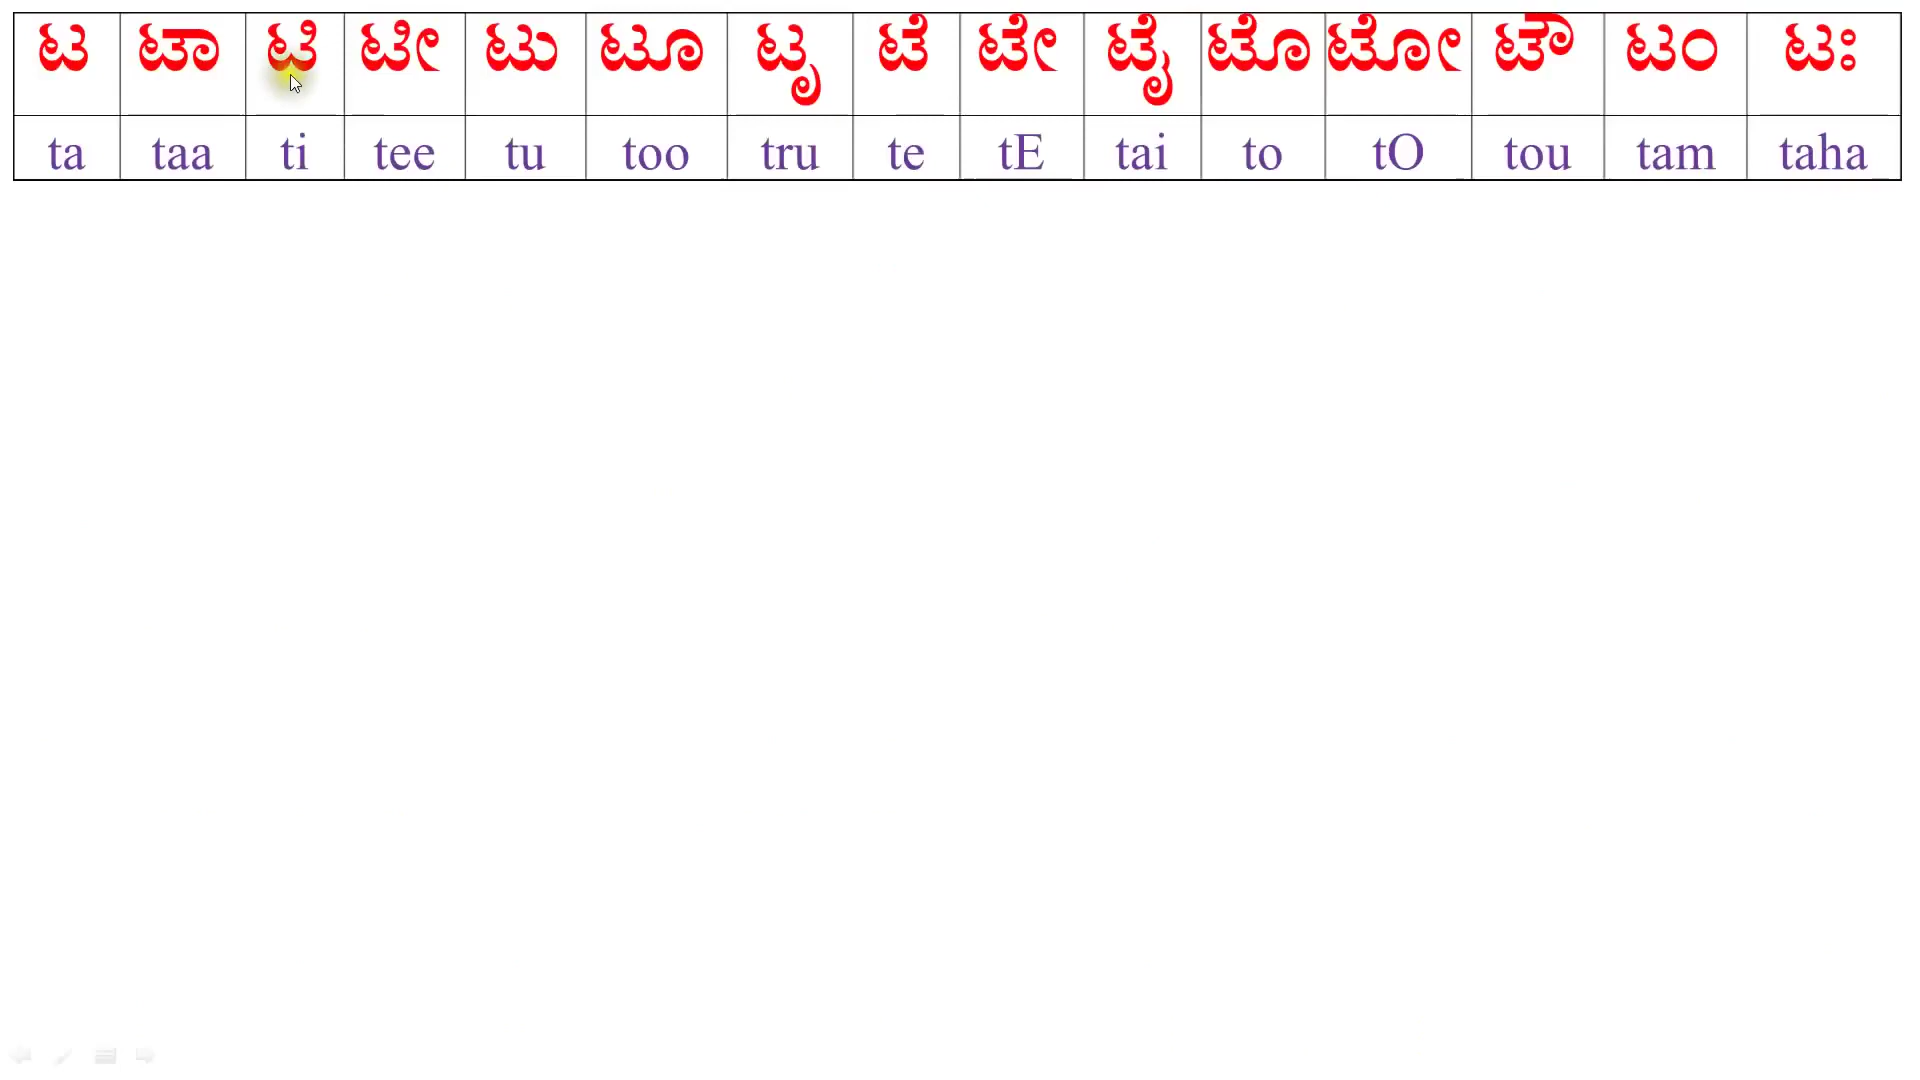 ಟ ಟಾ ಟಿ ಟೀ ಟು ಟೂ ಟೃ ಟೆ ಟೇ ಟೈ ಟೊ ಟೋ ಟೌ ಟಂ ಟಃ
ta taa ti tee tu too tru te tE tai to tO tou tam taha